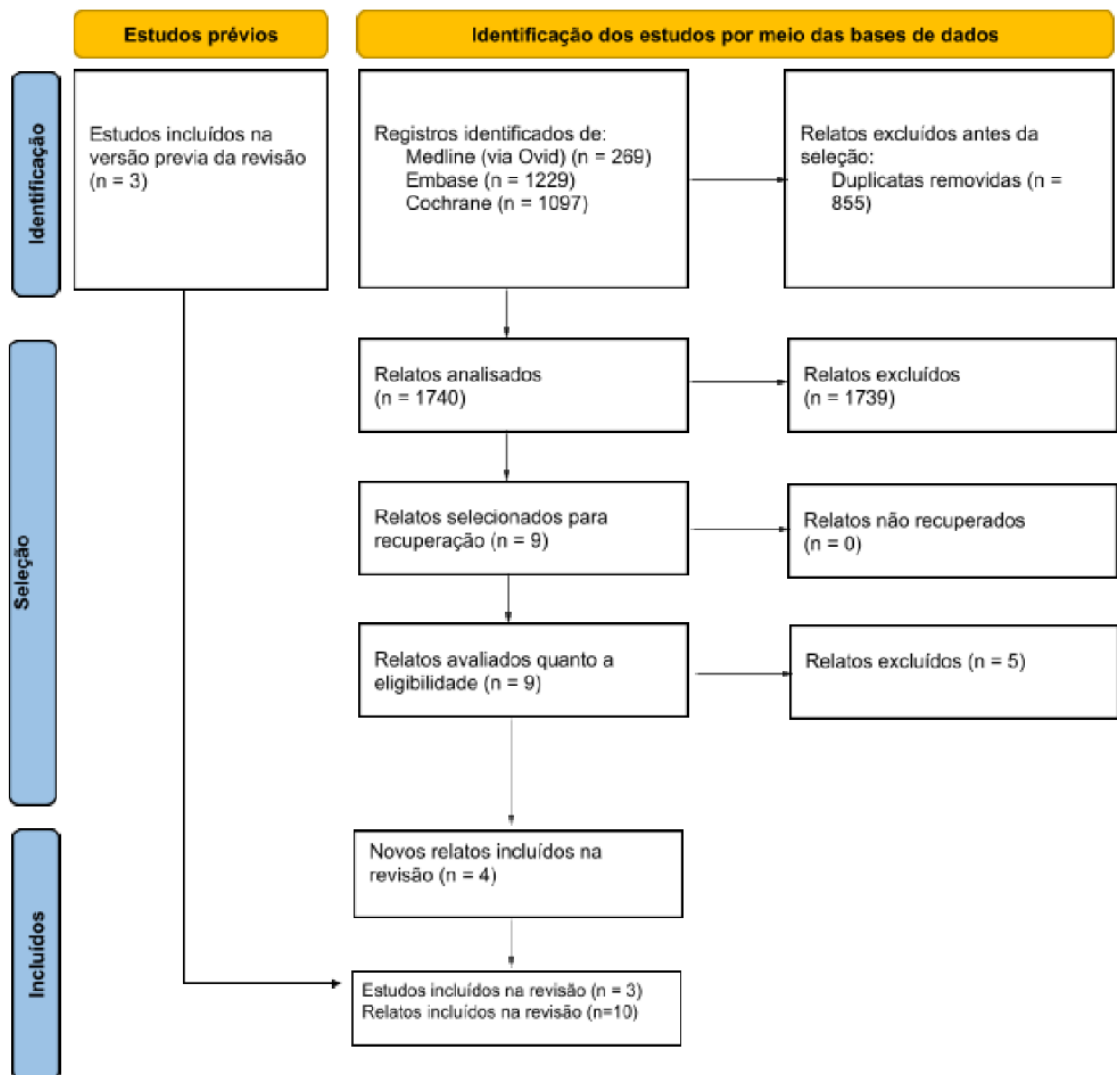 Estudos prévios
Identificação dos estudos por meio das bases de dados
Identificação
Estudos incluídos na
versão previa da revisão
(n = 3)
Registros identificados de:
Medline (via Ovid) (n = 269)
Embase (n = 1229)
Cochrane (n = 1097)
Relatos excluídos antes da
seleção:
Duplicatas removidas (n =
855)
Seleção
Relatos analisados
(n = 1740)
Relatos excluídos
(n = 1739)
Relatos selecionados para
recuperação (n = 9)
Relatos não recuperados
(n = 0)
Relatos avaliados quanto a
eligibilidade (n = 9)
Relatos excluídos (n = 5)
Incluídos
Novos relatos incluídos na
revisão (n = 4)
Estudos incluídos na revisão (n = 3)
Relatos incluídos na revisão (n=10)